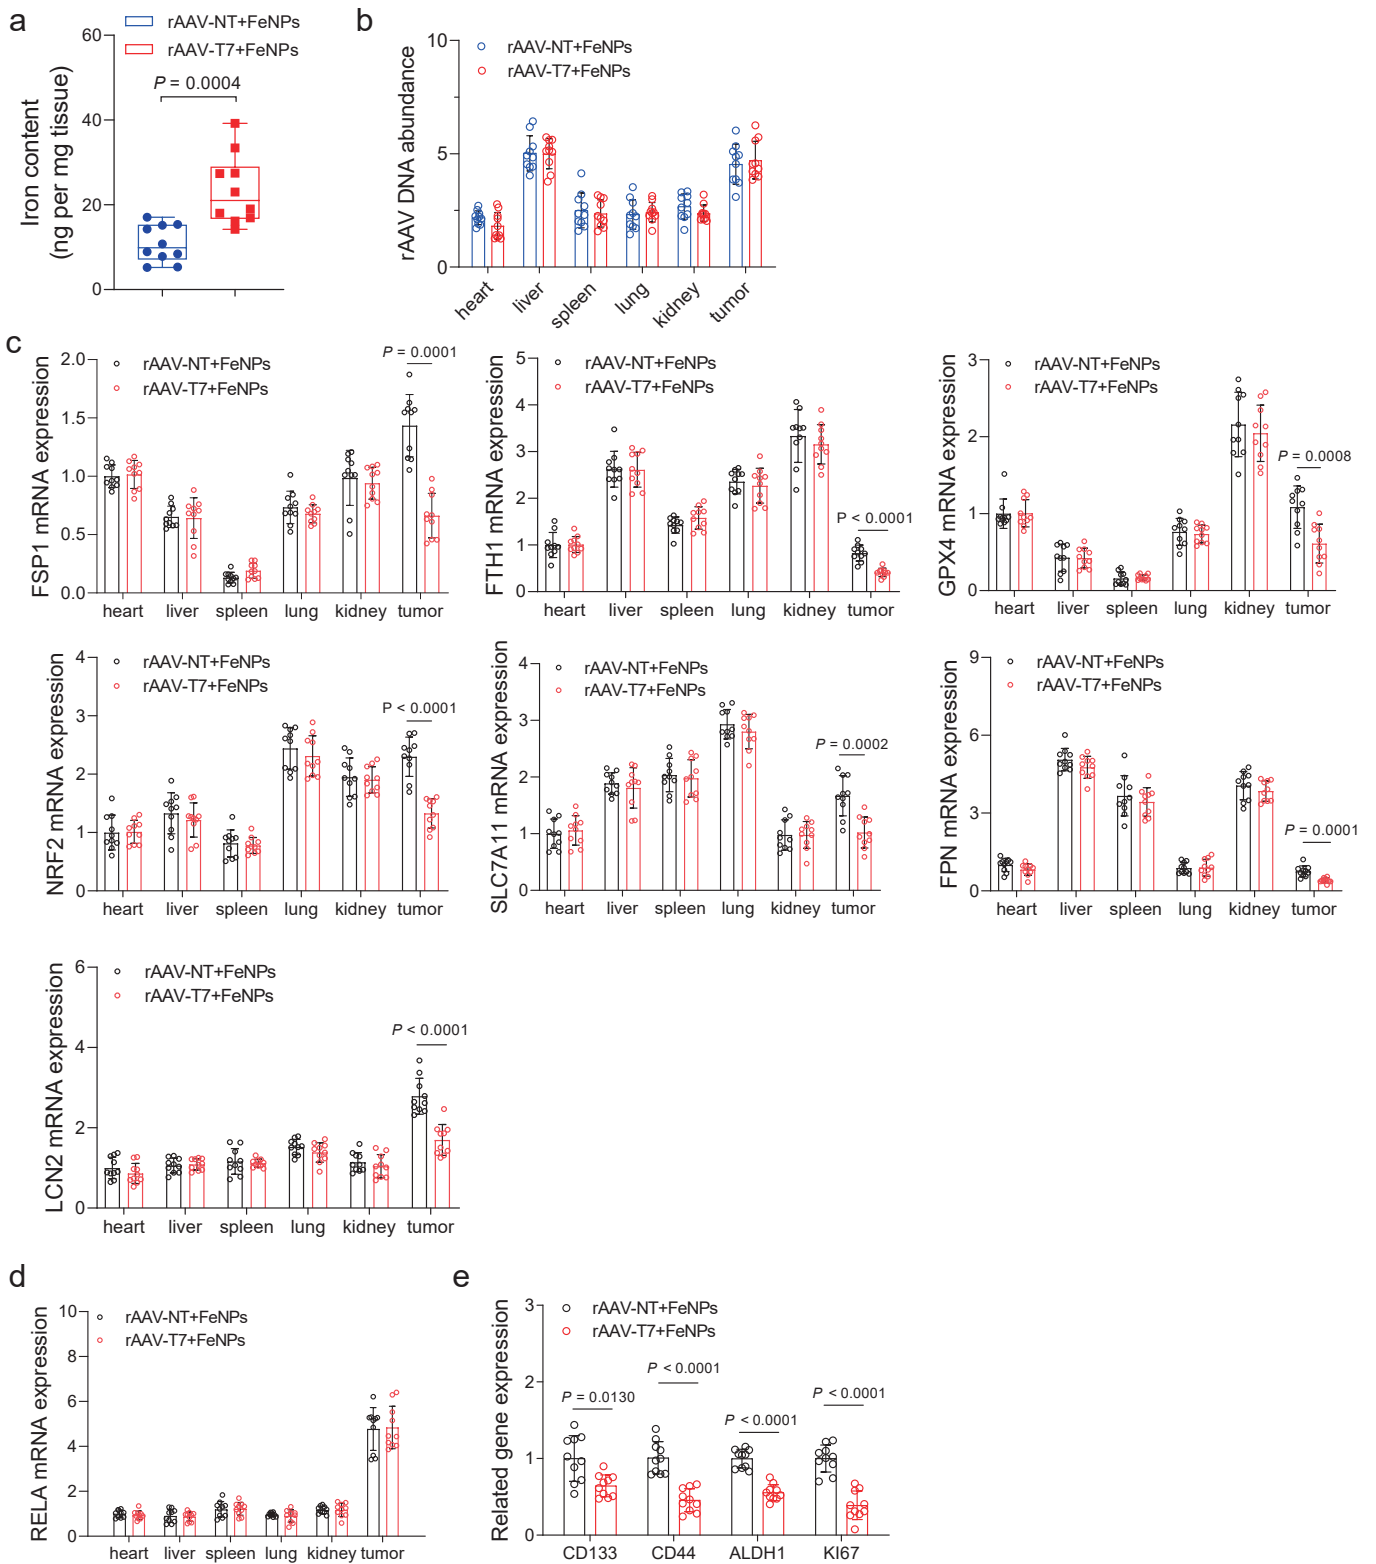 a
rAAV-NT+FeNPs
rAAV-T7+FeNPs
P = 0.0004
Iron content
(ng per mg tissue)
60
40
20
0
b
rAAV-NT+FeNPs
rAAV-T7+FeNPs
rAAV DNA abundance
10
5
0
heart
liver
spleen
lung
kidney
tumor
c
rAAV-NT+FeNPs
rAAV-T7+FeNPs
P = 0.0001
FSP1 mRNA expression
2.0
1.5
1.0
0.5
0.0
heart liver spleen lung kidney tumor
rAAV-NT+FeNPs
rAAV-T7+FeNPs
P < 0.0001
FTH1 mRNA expression
5
4
3
2
1
0
heart liver spleen lung kidney tumor
rAAV-NT+FeNPs
rAAV-T7+FeNPs
P = 0.0008
GPX4 mRNA expression
3
2
1
0
heart liver spleen lung kidney tumor
rAAV-NT+FeNPs
rAAV-T7+FeNPs
P < 0.0001
NRF2 mRNA expression
4
3
2
1
0
heart liver spleen lung kidney tumor
rAAV-NT+FeNPs
rAAV-T7+FeNPs
P = 0.0002
SLC7A11 mRNA expression
4
3
2
1
0
heart liver spleen lung kidney tumor
rAAV-NT+FeNPs
rAAV-T7+FeNPs
P = 0.0001
FPN mRNA expression
9
6
3
0
heart liver spleen lung kidney tumor
rAAV-NT+FeNPs
rAAV-T7+FeNPs
P < 0.0001
LCN2 mRNA expression
6
4
2
0
heart liver spleen lung kidney tumor
d
rAAV-NT+FeNPs
rAAV-T7+FeNPs
RELA mRNA expression
10
8
6
4
2
0
heart liver spleen lung kidney tumor
e
rAAV-NT+FeNPs
rAAV-T7+FeNPs
P = 0.0130
P < 0.0001
P < 0.0001
P < 0.0001
Related gene expression
3
2
1
0
CD133 CD44 ALDH1 KI67